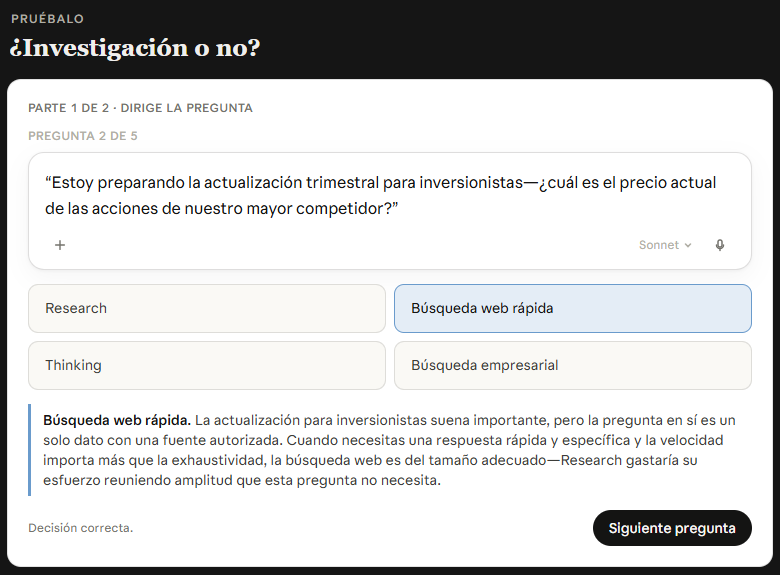 PRUÉBALO
¿Investigación o no?
PARTE 1 DE 2 · DIRIGE LA PREGUNTA
PREGUNTA 2 DE 5
“Estoy preparando la actualización trimestral para inversionistas—¿cuál es el precio actual
de las acciones de nuestro mayor competidor?”
Sonnet
Research
Búsqueda web rápida
Thinking
Búsqueda empresarial
Búsqueda web rápida. La actualización para inversionistas suena importante, pero la pregunta en sí es un
solo dato con una fuente autorizada. Cuando necesitas una respuesta rápida y específica y la velocidad
importa más que la exhaustividad, la búsqueda web es del tamaño adecuado—Research gastaría su
esfuerzo reuniendo amplitud que esta pregunta no necesita.
Decisión correcta.
Siguiente pregunta